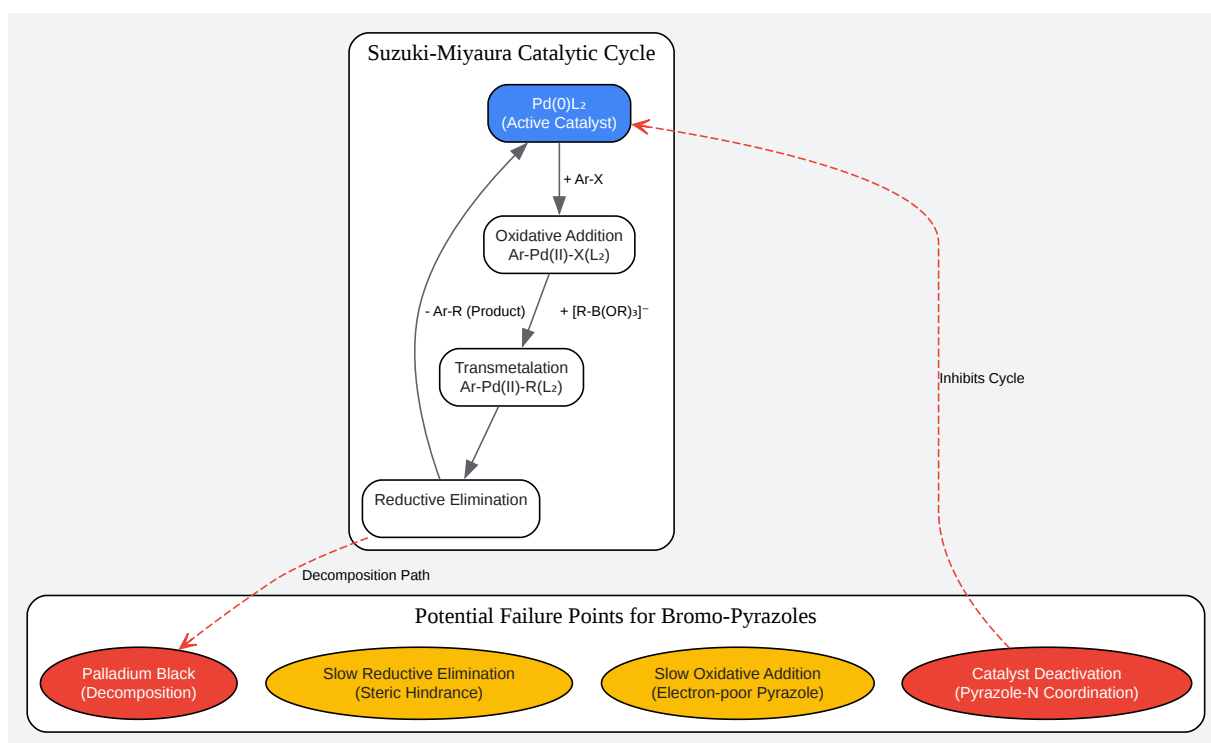 Suzuki-Miyaura Catalytic Cycle
Pd(0)L₂
(Active Catalyst)
+ Ar-X
Oxidative Addition
Ar-Pd(II)-X(L₂)
- Ar-R (Product)
+ [R-B(OR)₃]⁻
Transmetalation
Ar-Pd(II)-R(L₂)
Inhibits Cycle
Reductive Elimination
Decomposition Path
Potential Failure Points for Bromo-Pyrazoles
Palladium Black
(Decomposition)
Slow Reductive Elimination
(Steric Hindrance)
Slow Oxidative Addition
(Electron-poor Pyrazole)
Catalyst Deactivation
(Pyrazole-N Coordination)